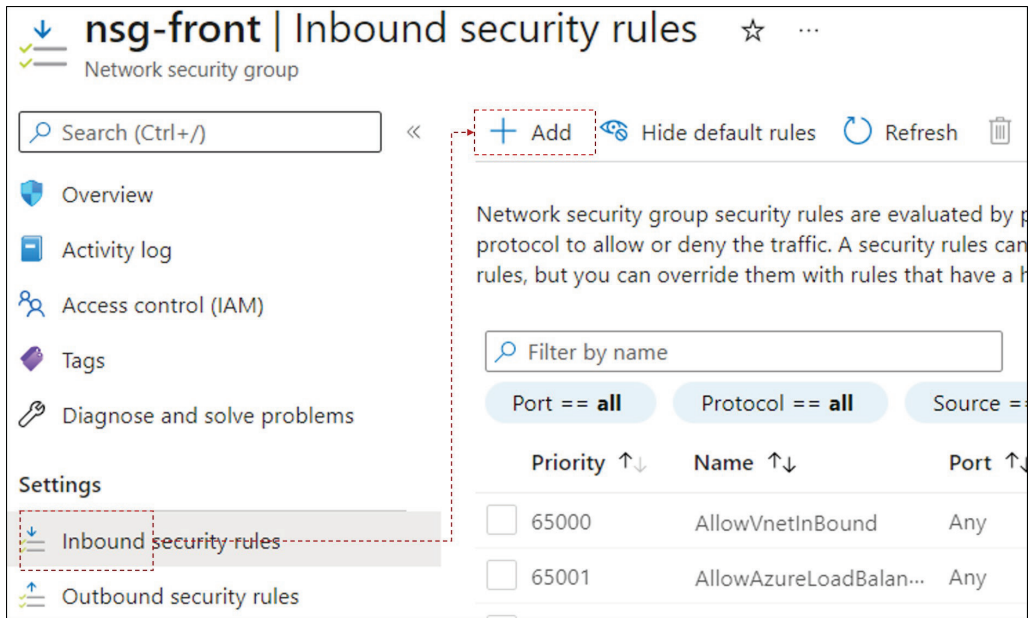 nsg-front | Inbound security rules
Network security group
Search (Ctrl+/)
Overview
Activity log
Access control (IAM)
Tags
Diagnose and solve problems
Settings
Inbound security rules
Outbound security rules
Add
Hide default rules
Refresh
Network security group security rules are evaluated by
protocol to allow or deny the traffic. A security rules can
rules, but you can override them with rules that have a
Filter by name
Port == all
Protocol == all
Source ==
Priority
Name
Port
65000
AllowVnetInBound
Any
65001
AllowAzureLoadBalan...
Any